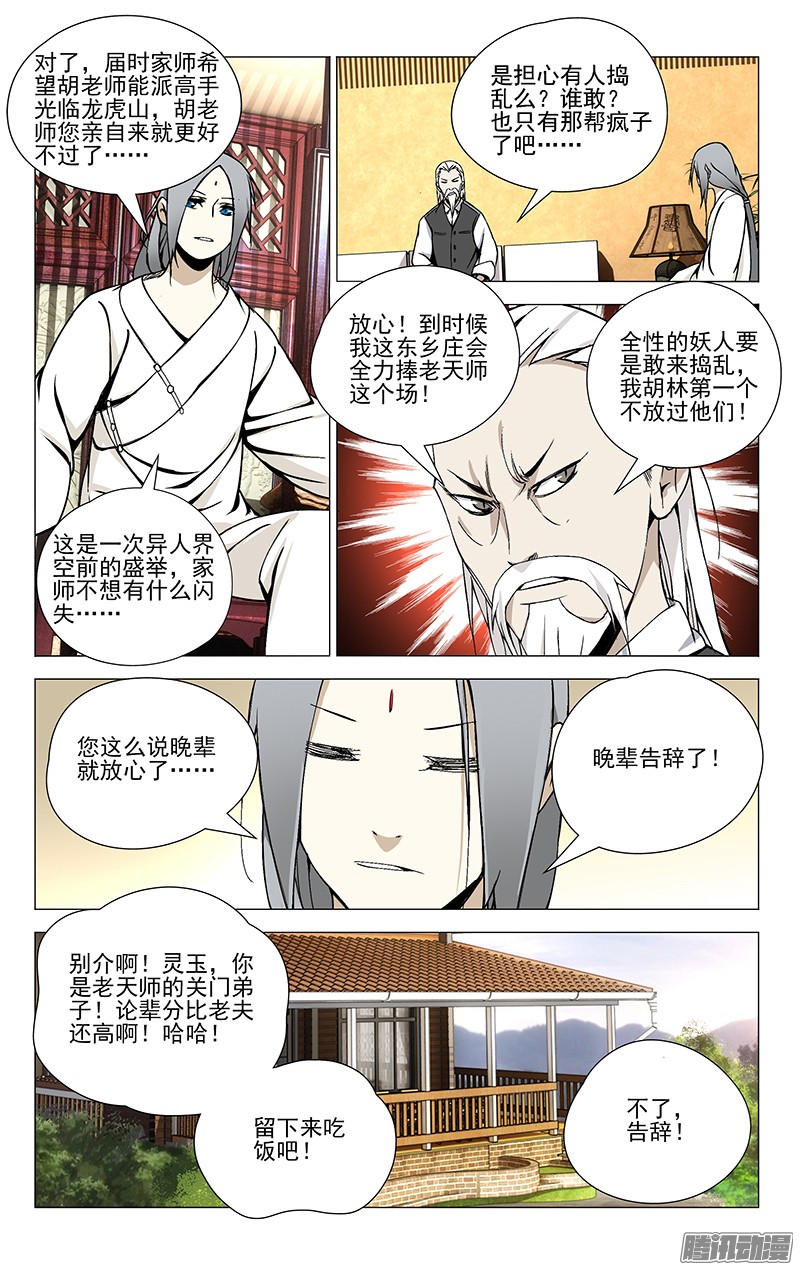 对了，届时家师希
望胡老师能派高手
光临龙虎山，胡老
师您亲自来就更好
不过了……
这是一次异人界
空前的盛举，家
师不想有什么闪
失……
是担心有人捣
乱么？谁敢？
也只有那帮疯子
了吧……
放心！到时候
我这东乡庄会
全力捧老天师
这个场！
全性的妖人要
是敢来捣乱，
我胡林第一个
不放过他们！
您这么说晚辈
就放心了……
晚辈告辞了！
别介啊！灵玉，你
是老天师的关门弟
子！论辈分比老夫
还高啊！哈哈！
留下来吃
饭吧！
不了，
告辞！
腾讯动漫